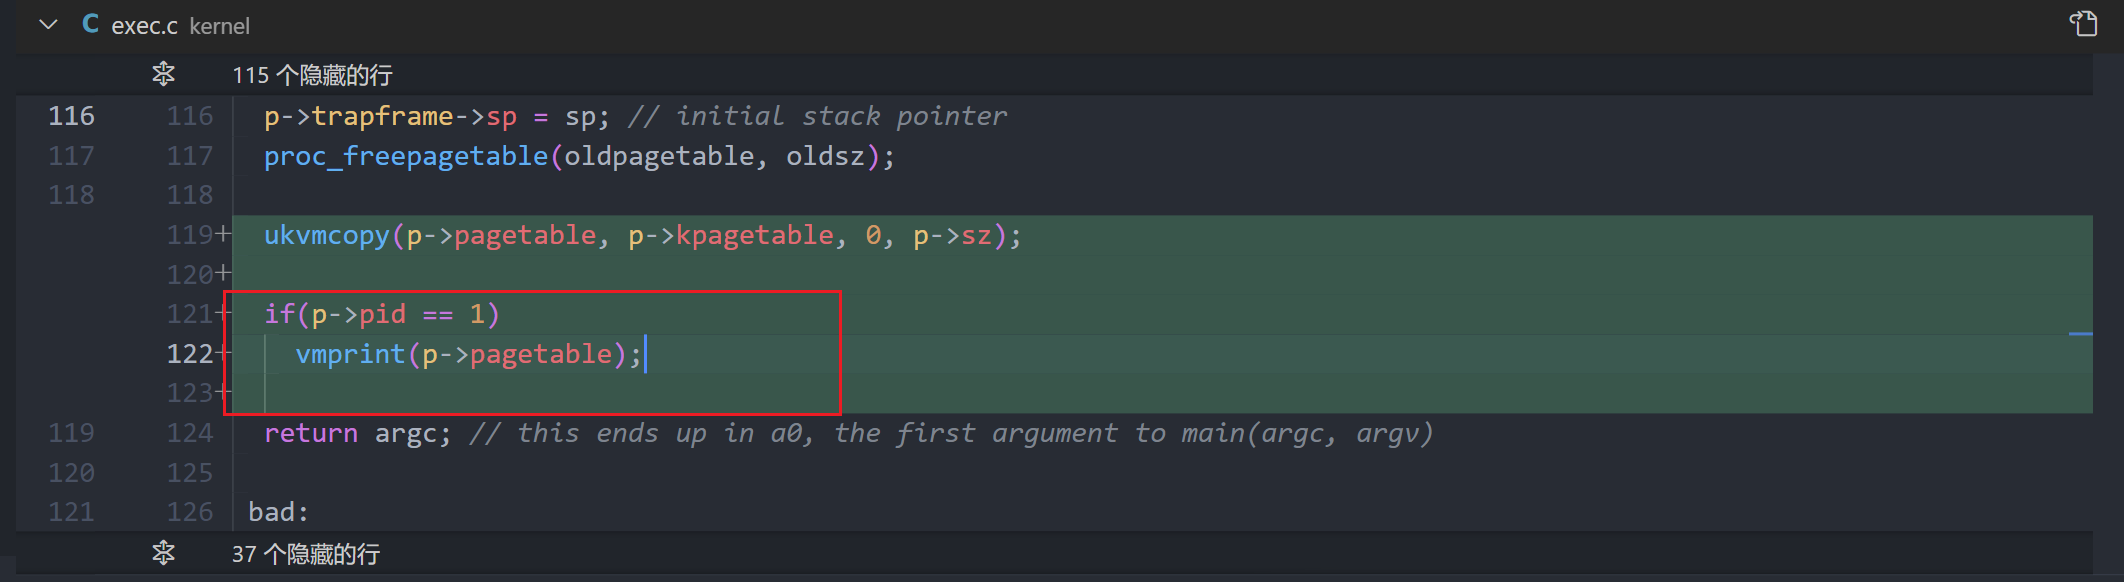 exec.c kernel
115 个隐藏的行
116 116 p->trapframe->sp = sp; // initial stack pointer
117 117 proc_freepagetable(oldpagetable, oldsz);
118 118
119+ ukvmcopy(p->pagetable, p->kpagetable, 0, p->sz);
120+
121+ if(p->pid == 1)
122+ vmprint(p->pagetable);
123+
119 124 return argc; // this ends up in a0, the first argument to main(argc, argv)
120 125
121 126 bad:
37 个隐藏的行